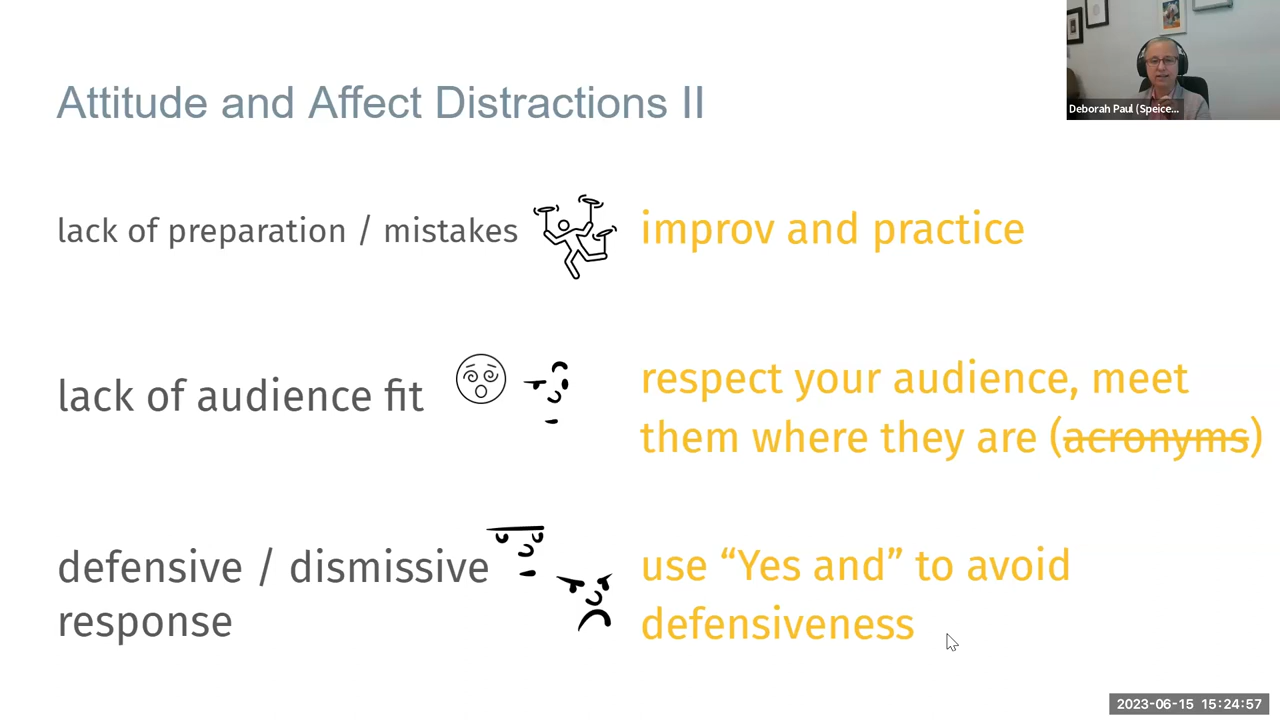 Deborah Paul (Speice...
Attitude and Affect Distractions II
lack of preparation / mistakes
improv and practice
lack of audience fit
respect your audience, meet
them where they are (acronyms)
defensive / dismissive
response
use “Yes and” to avoid
defensiveness
2023-06-15 15:24:57